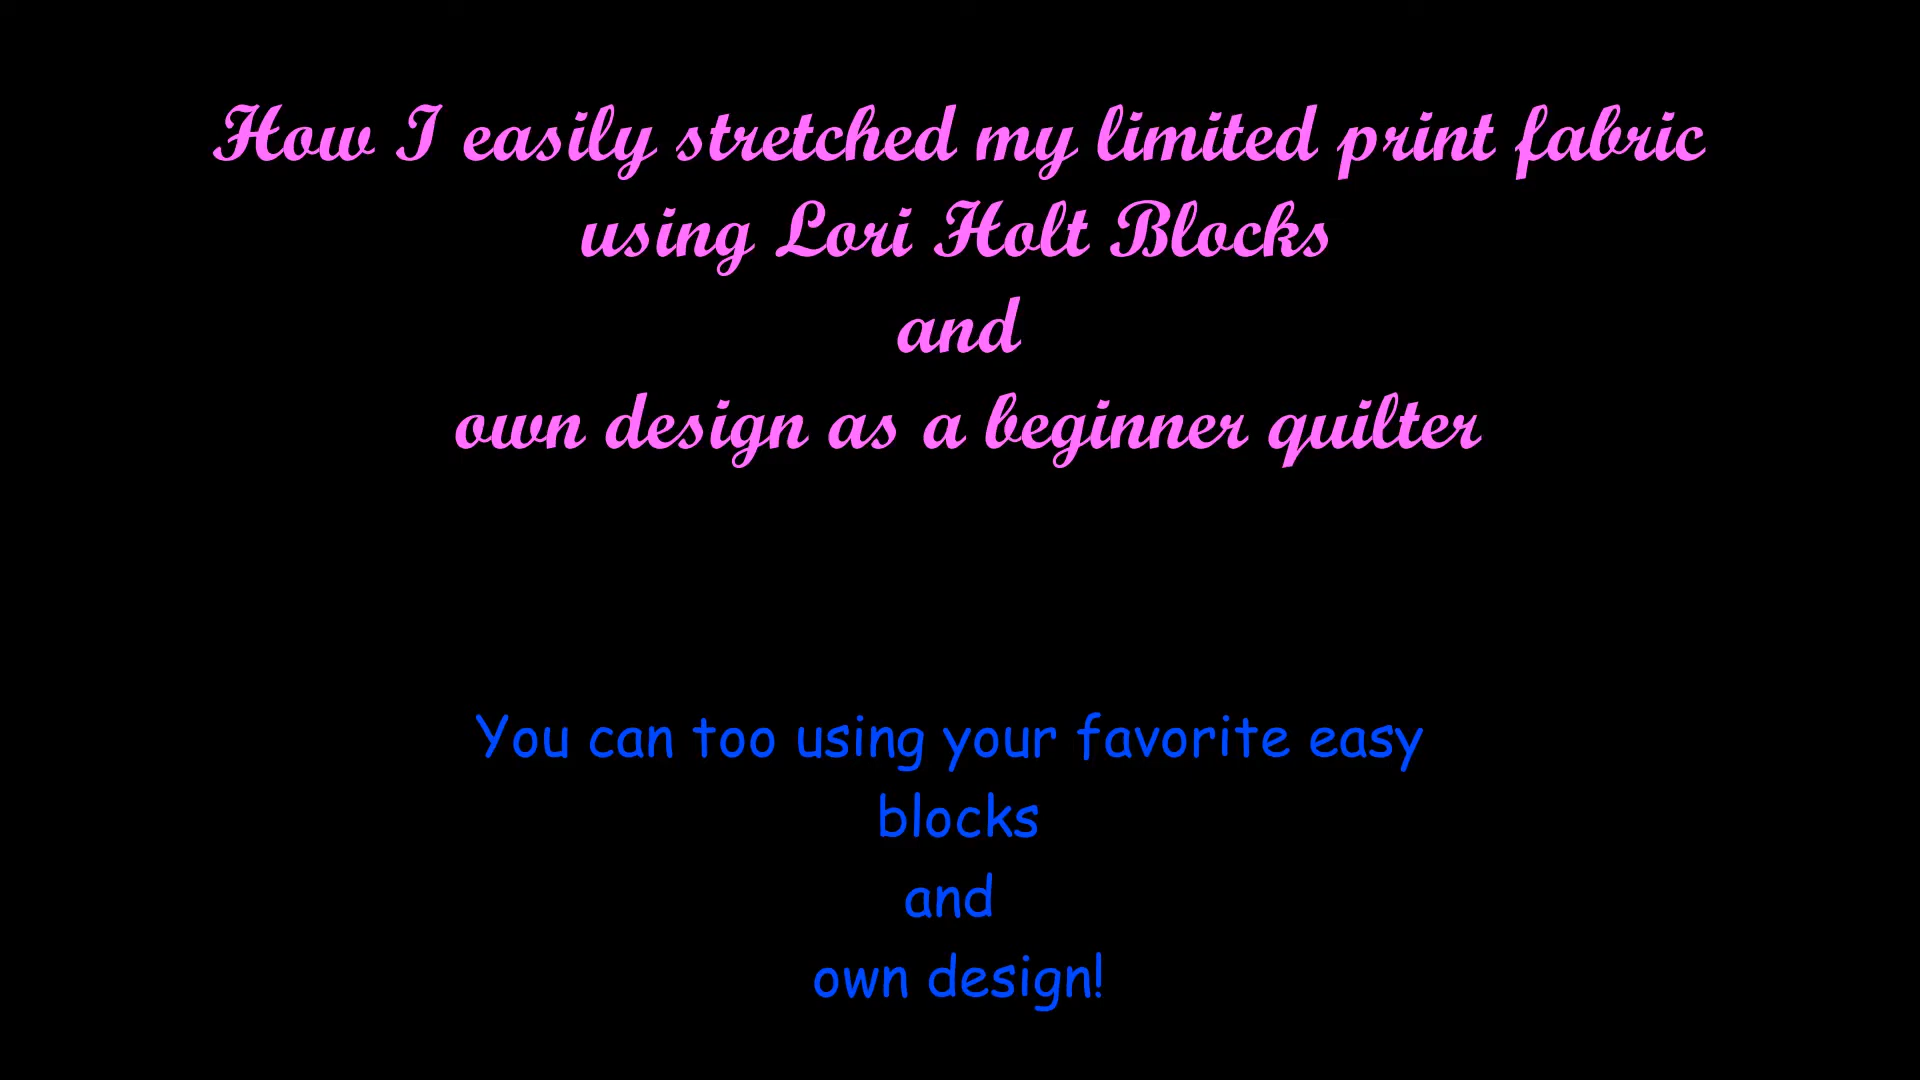 How I easily stretched my limited print fabric
using Lori Holt Blocks
and
own design as a beginner quilter
You can too using your favorite easy
blocks
and
own design!